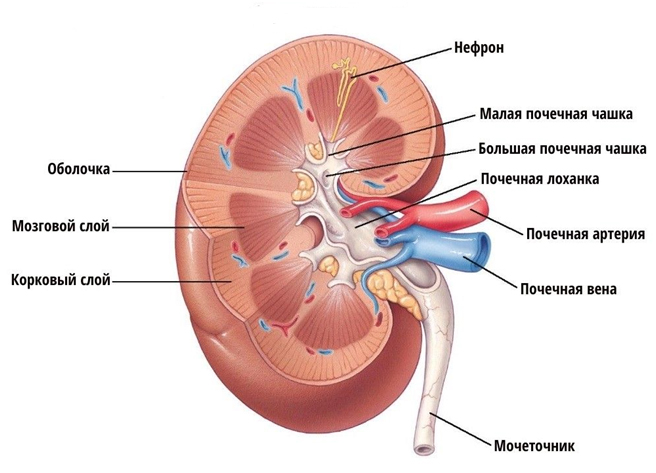 Нефрон
Малая почечная чашка
Большая почечная чашка
Почечная лоханка
Оболочка
Мозговой слой
Почечная артерия
Корковый слой
Почечная вена
Мочеточник